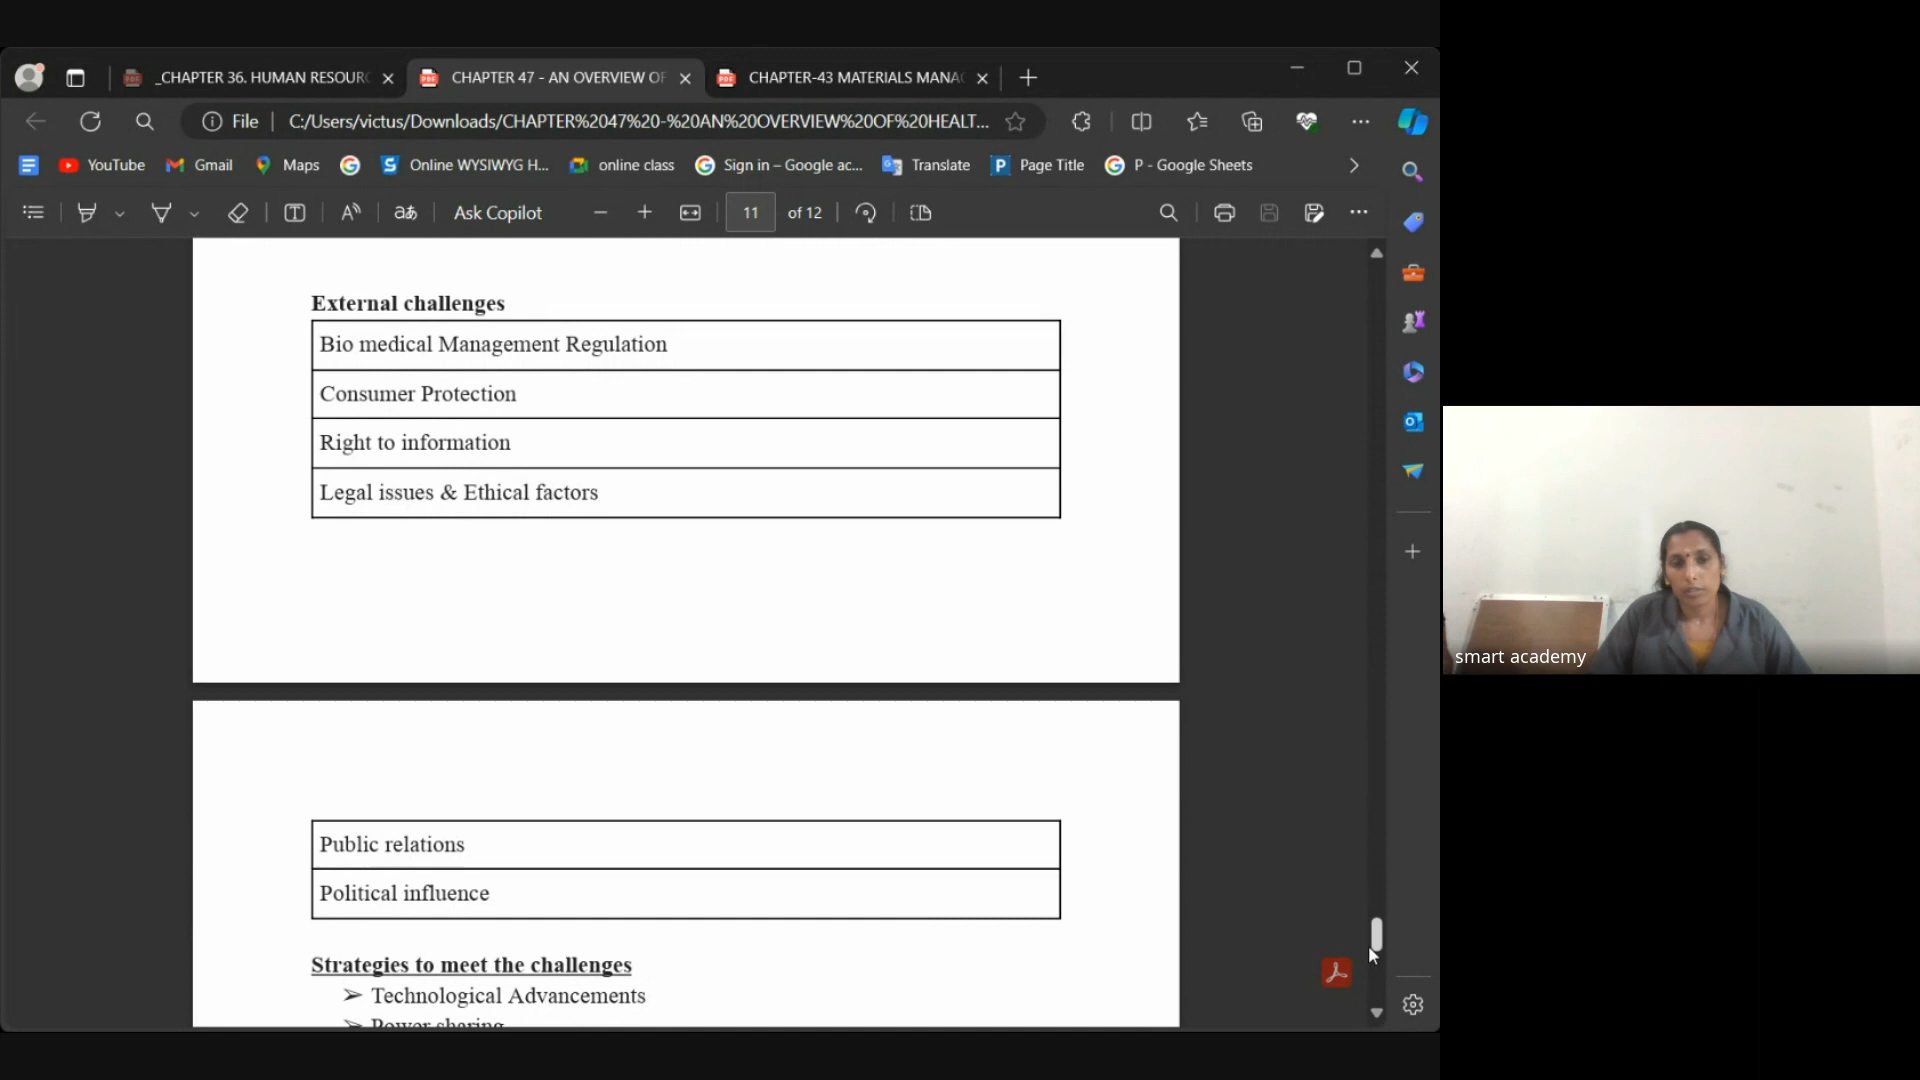 _CHAPTER 36. HUMAN RESOUR
CHAPTER 47 - AN OVERVIEW OF
CHAPTER-43 MATERIALS MANA
File
C:/Users/victus/Downloads/CHAPTER%2047%20-%20AN%20OVERVIEW%20OF%20HEALT...
YouTube
Gmail
Maps
Online WYSIWYG H...
online class
Sign in – Google ac...
Translate
Page Title
P - Google Sheets
Ask Copilot
11 of 12
External challenges
Bio medical Management Regulation
Consumer Protection
Right to information
Legal issues & Ethical factors
Public relations
Political influence
Strategies to meet the challenges
➢ Technological Advancements
➢ Power sharing
smart academy